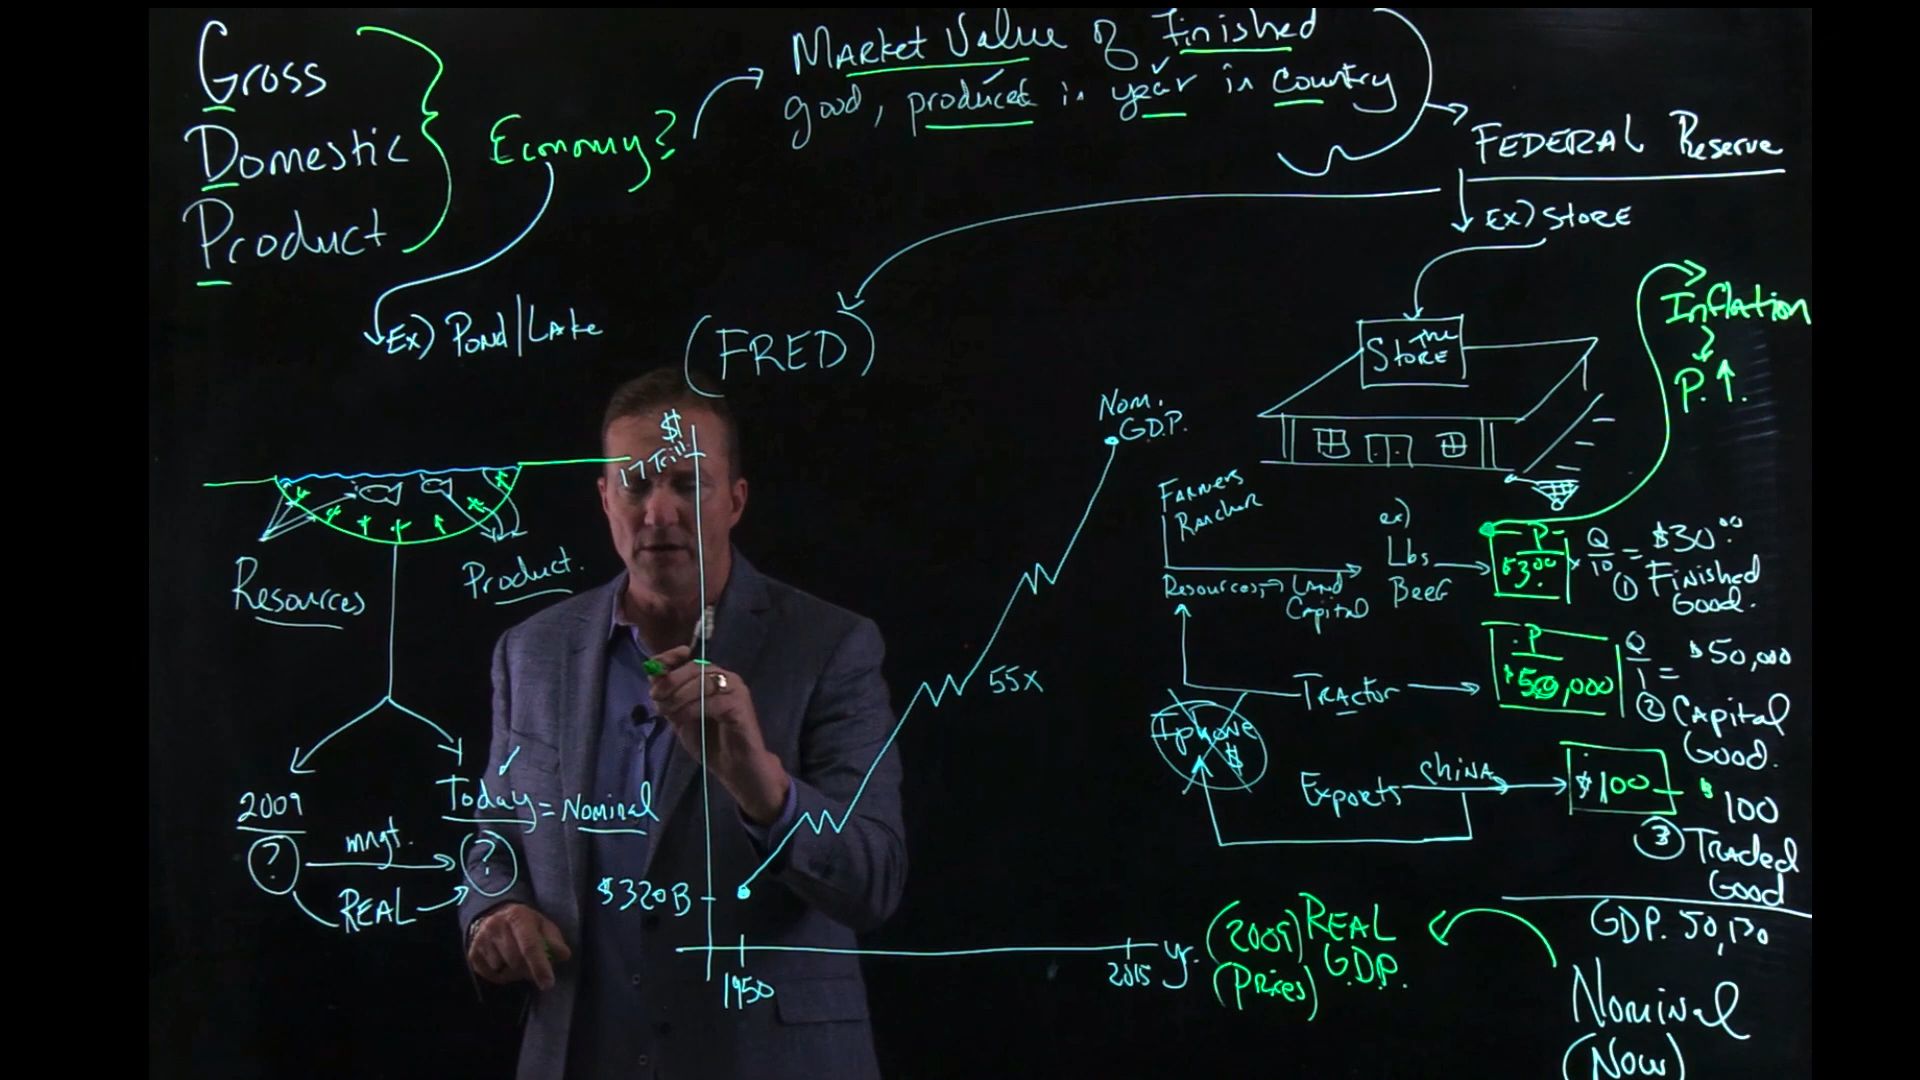 Gross
Domestic
Product
Economy?
Market Value of Finished
good, produced in year in country
FEDERAL Reserve
Ex) STORE
Ex) Pond/Lake
(FRED)
The
STORE
Inflation
P. ↑.
Resources
Product.
2009
?
mngt.
REAL
Today = Nominal
?
$
17 Trill.
$320B
1950
2015
yr.
55x
Nom.
G.D.P.
Farmers
Rancher
Resources, → Land
Capital
ex)
Lbs
Beef
P
$3.00
x
Q
10
= $30.00
① Finished
Good.
Tractor
P
$50,000
Q
1
= $50,000
② Capital
Good.
Iphone
$
Exports
China
$100
$100
③ Traded
Good
GDP. 50,130
Nominal
(Now)
(2009) REAL
(Prices) G.D.P.